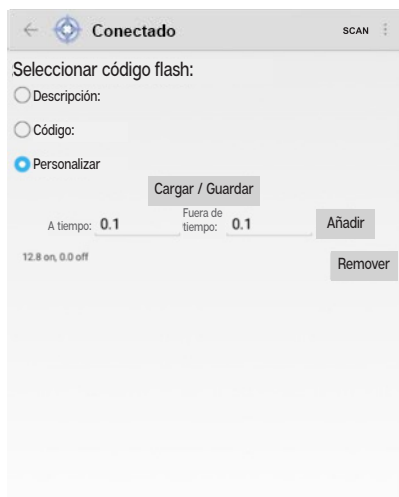 Conectado
SCAN
Seleccionar código flash:
Descripción:
Código:
Personalizar
Cargar / Guardar
A tiempo: 0.1
Fuera de
tiempo: 0.1
Añadir
12.8 on, 0.0 off
Remover